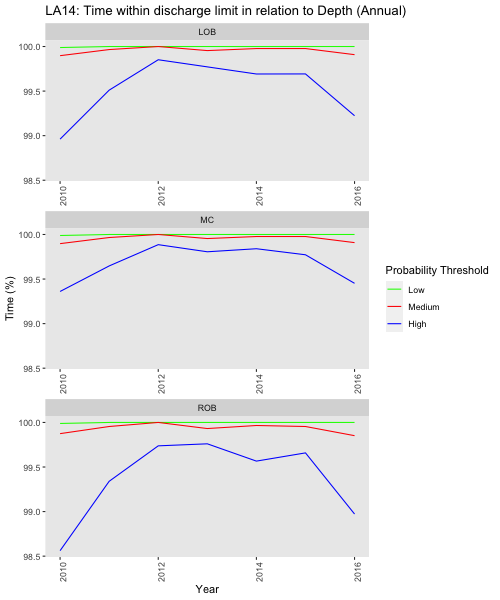 LA14: Time within discharge limit in relation to Depth (Annual)
LOB
100.0
99.5
99.0
98.5
2010
2012
2014
2016
MC
100.0
99.5
99.0
98.5
2010
2012
2014
2016
ROB
100.0
99.5
99.0
98.5
2010
2012
2014
2016
Time (%)
Year
Probability Threshold
Low
Medium
High